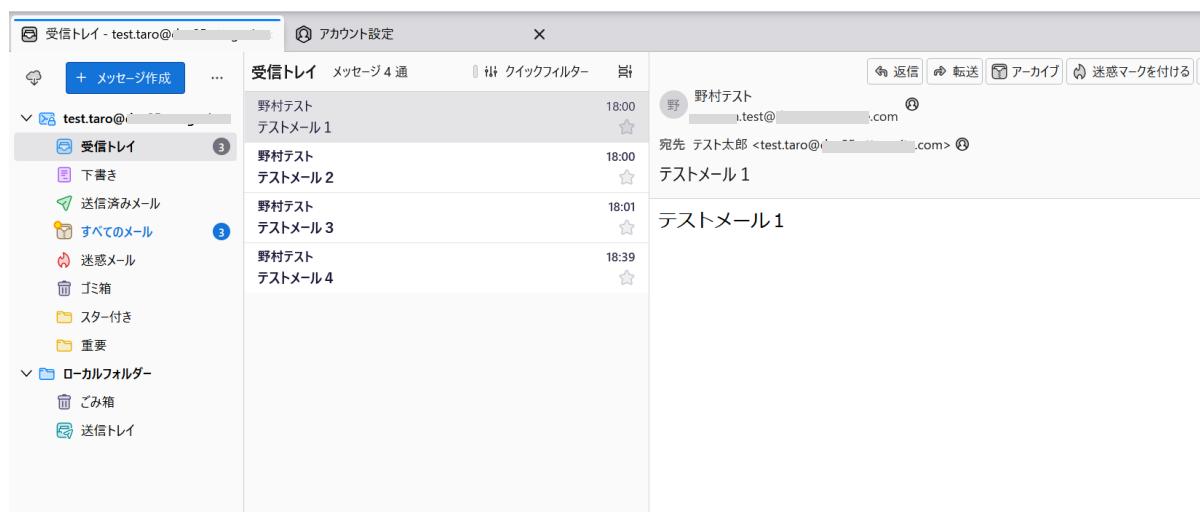 受信トレイ - test.taro@
アカウント設定
+ メッセージ作成
...
受信トレイ メッセージ 4 通
クイックフィルター
返信
転送
アーカイブ
迷惑マークを付ける
test.taro@
受信トレイ 3
下書き
送信済みメール
すべてのメール 3
迷惑メール
ゴミ箱
スター付き
重要
ローカルフォルダー
ごみ箱
送信トレイ
野村テスト 18:00
テストメール 1
野村テスト 18:00
テストメール 2
野村テスト 18:01
テストメール 3
野村テスト 18:39
テストメール 4
野
野村テスト
.test@ .com
宛先 テスト太郎 <test.taro@ .com>
テストメール 1
テストメール 1